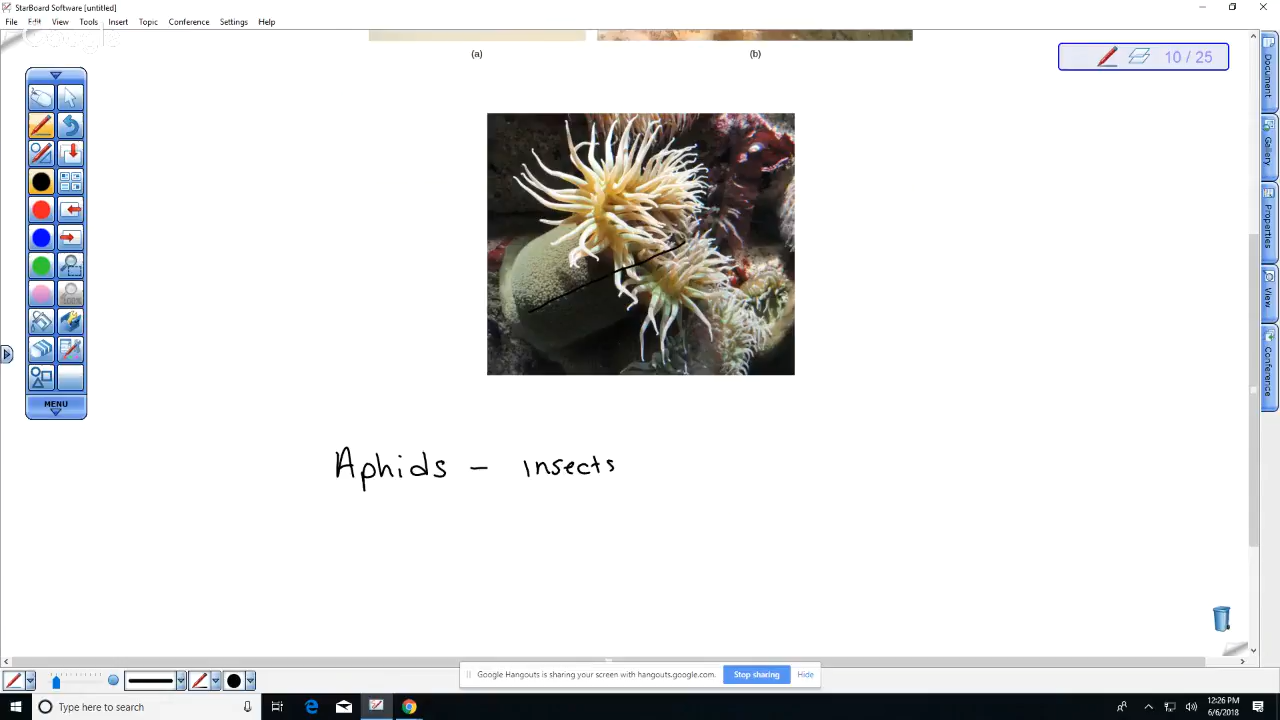 StarBoard Software [untitled]
File Edit View Tools Insert Topic Conference Settings Help
(a) (b)
10 / 25
Document
Gallery
Properties
View
Conference
100%
MENU
Aphids - insects
Google Hangouts is sharing your screen with hangouts.google.com. Stop sharing Hide
Type here to search
12:26 PM
6/6/2018